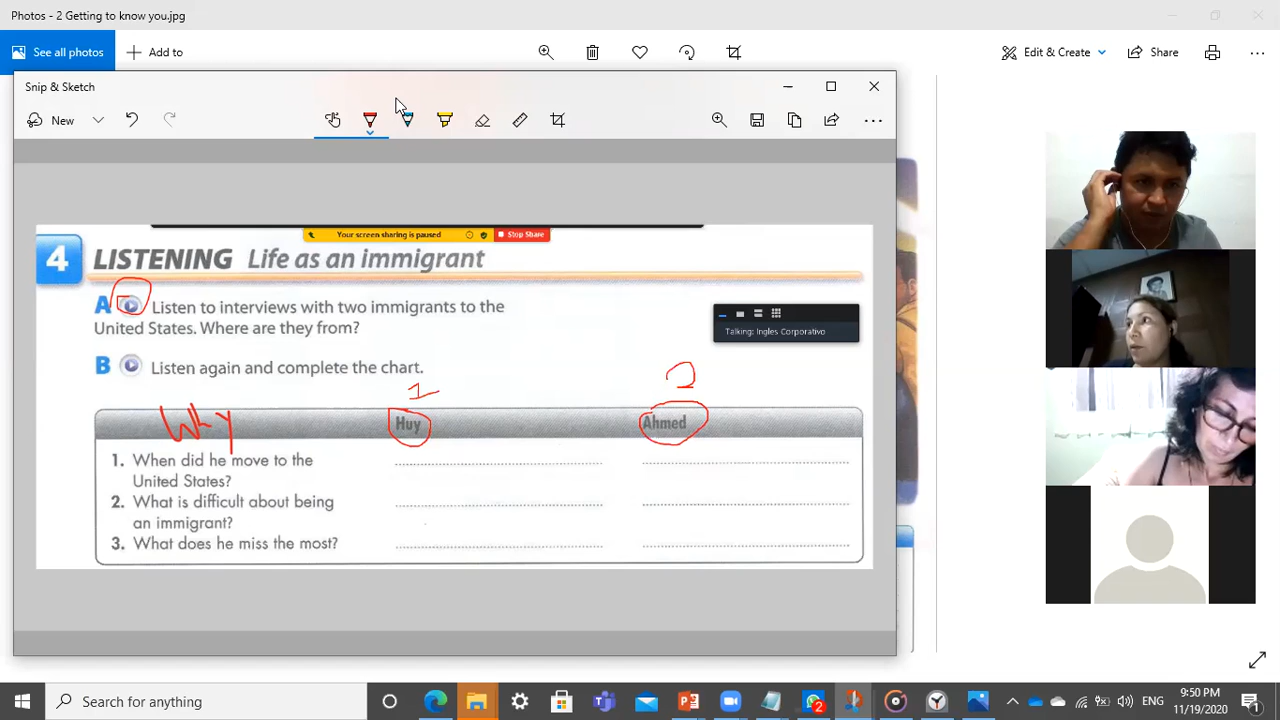 Photos - 2 Getting to know you.jpg
See all photos
Add to
Edit & Create
Share
Snip & Sketch
New
Your screen sharing is paused
Stop Share
4 LISTENING Life as an immigrant
A Listen to interviews with two immigrants to the
United States. Where are they from?
Talking: Ingles Corporativo
B Listen again and complete the chart.
1
2
Why
Huy
Ahmed
1. When did he move to the
United States?
2. What is difficult about being
an immigrant?
3. What does he miss the most?
Search for anything
2
ENG
9:50 PM
11/19/2020
1